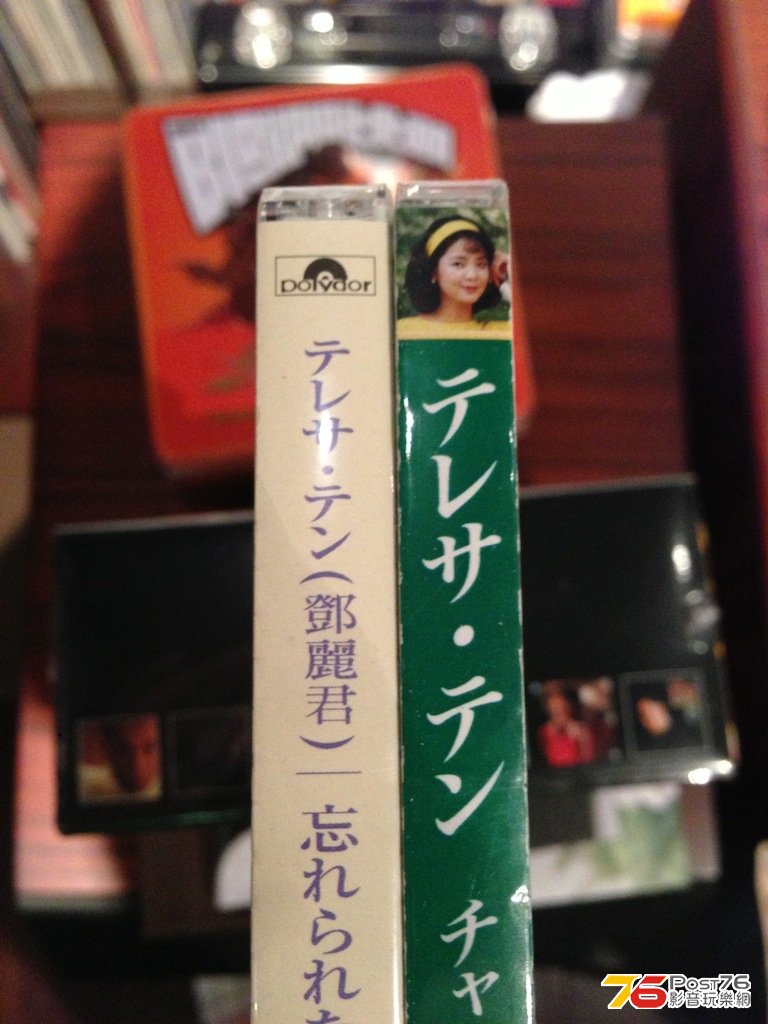 polydor
テレサ・テン(鄧麗君)｜忘れられ
テレサ・テン チャ
76 POST76
影音玩樂網